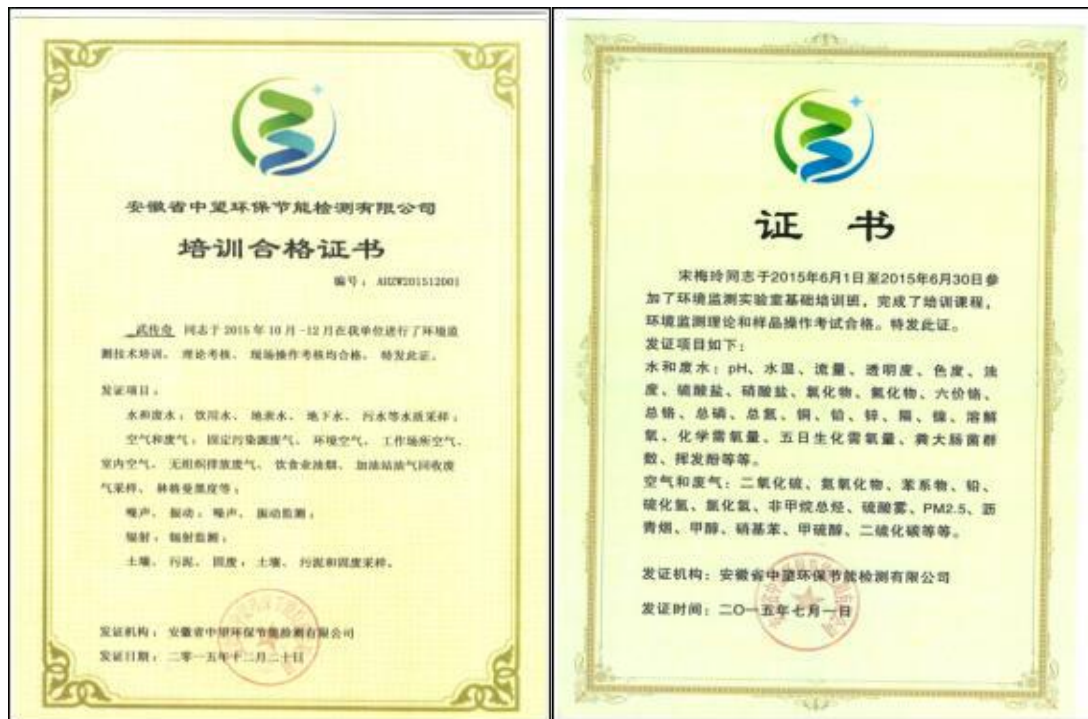 安徽省中望环保节能检测有限公司
培训合格证书
编号：AHZW201512001
武传奇 同志于 2015 年 10 月-12 月在我单位进行了环境监
测技术培训。 理论考核、 现场操作考核均合格。 特发此证。
发证项目：
水和废水：饮用水、 地表水、 地下水、 污水等水质采样；
空气和废气：固定污染源废气、 环境空气、 工作场所空气、
室内空气、 无组织排放废气、 饮食业油烟、 加油站油气回收废
气采样、 林格曼黑度等；
噪声、 振动：噪声、 振动监测；
辐射：辐射监测；
土壤、 污泥、 固废：土壤、 污泥和固废采样。
发证机构：安徽省中望环保节能检测有限公司
发证日期：二零一五年十二月二十日
证 书
宋梅玲同志于2015年6月1日至2015年6月30日参
加了环境监测实验室基础培训班，完成了培训课程，
环境监测理论和样品操作考试合格。特发此证。
发证项目如下：
水和废水：pH、水温、流量、透明度、色度、浊
度、硫酸盐、硝酸盐、氯化物、氟化物、六价铬、
总铬、总磷、总氮、铜、铅、锌、镉、镍、溶解
氧、化学需氧量、五日生化需氧量、粪大肠菌群
数、挥发酚等等。
空气和废气：二氧化硫、氮氧化物、苯系物、铅、
硫化氢、氯化氢、非甲烷总烃、硫酸雾、PM2.5、沥
青烟、甲醇、硝基苯、甲硫醇、二硫化碳等等。
发证机构：安徽省中望环保节能检测有限公司
发证时间：二〇一五年七月一日